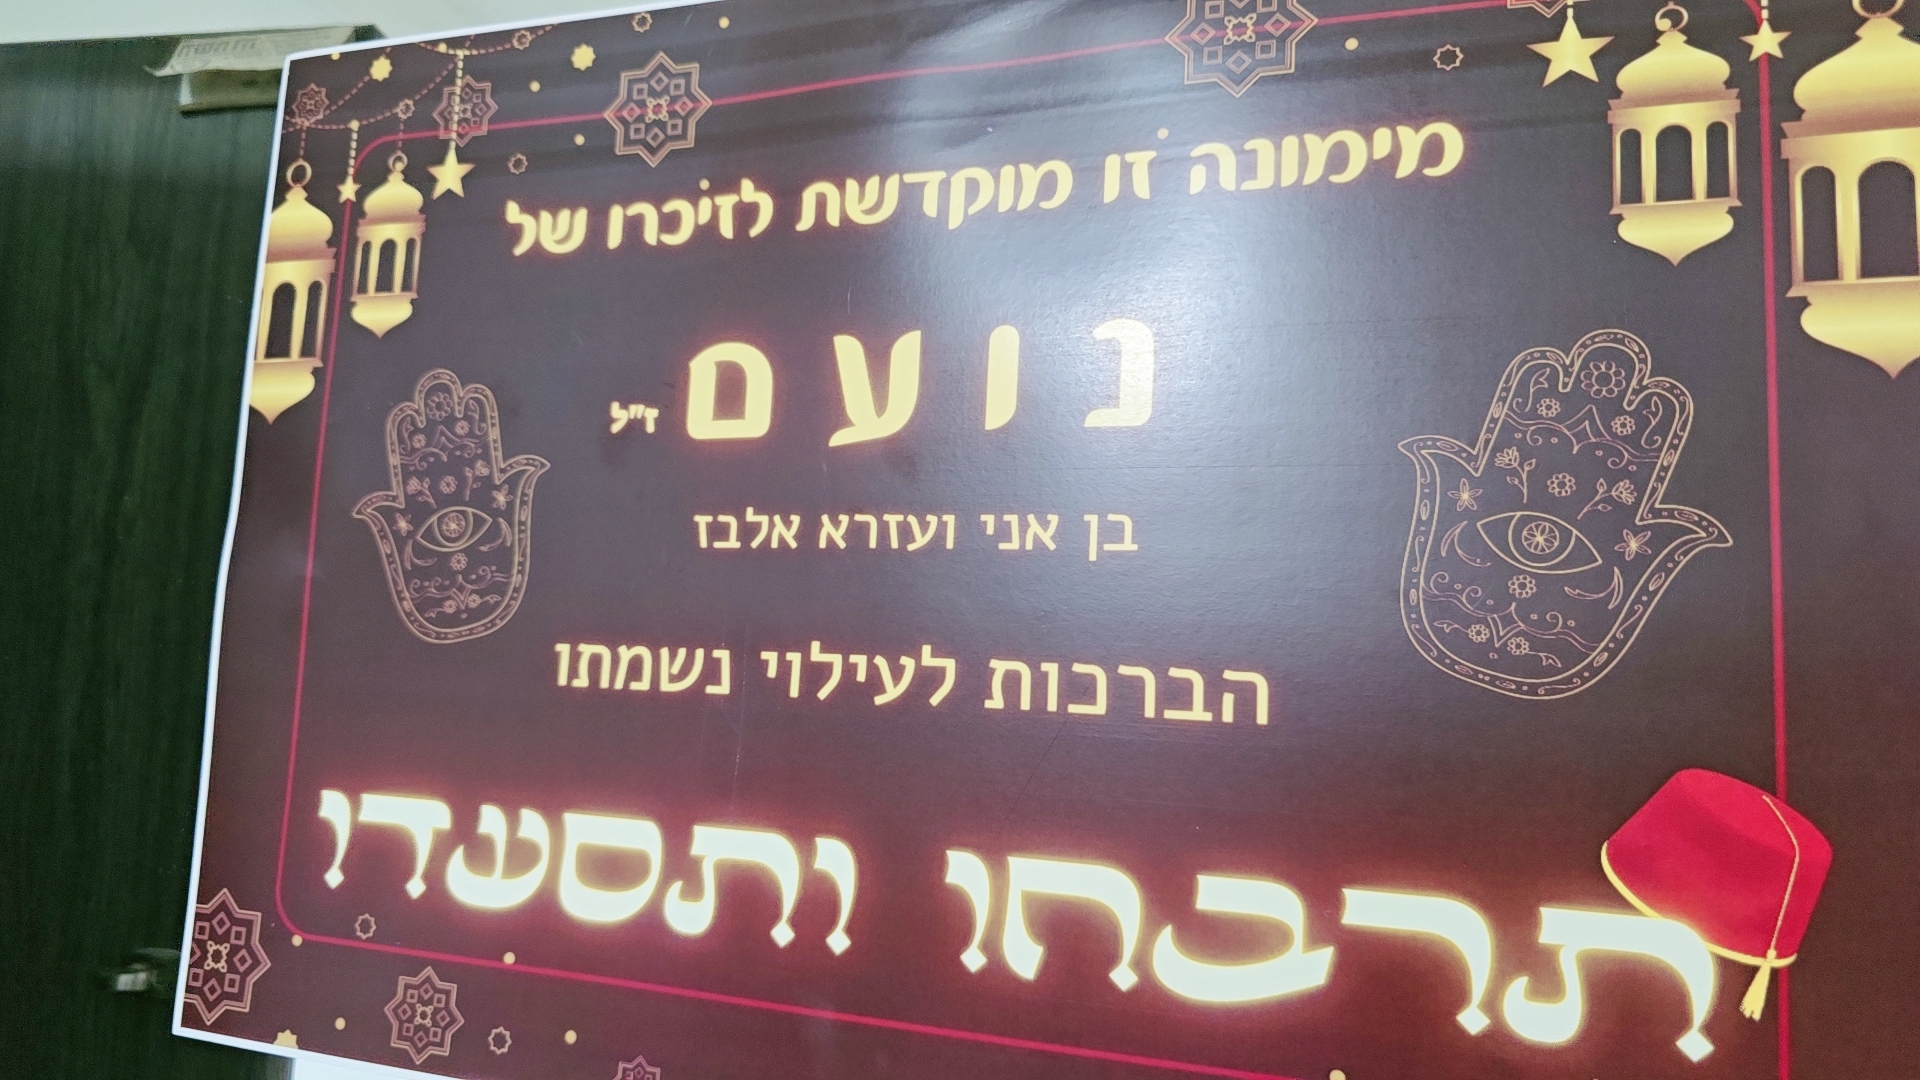 מימונה זו מוקדשת לזיכרו של
נועם ז"ל
בן אני ועזרא אלבז
הברכות לעילוי נשמתו
תרבחו ותסעדו